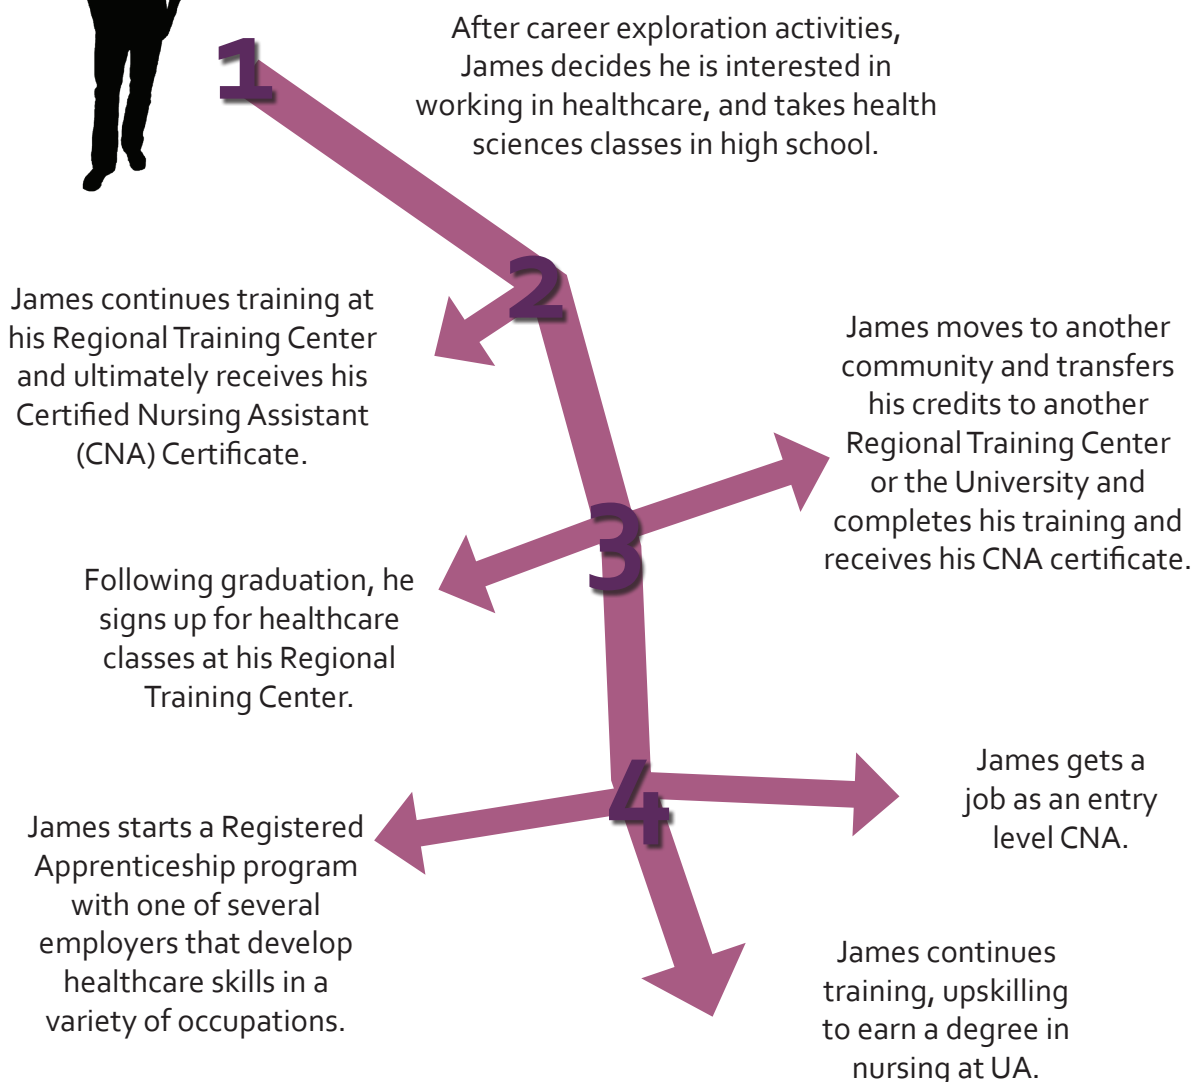 1
After career exploration activities,
James decides he is interested in
working in healthcare, and takes health
sciences classes in high school.
2
James continues training at
his Regional Training Center
and ultimately receives his
Certified Nursing Assistant
(CNA) Certificate.
James moves to another
community and transfers
his credits to another
Regional Training Center
or the University and
completes his training and
receives his CNA certificate.
3
Following graduation, he
signs up for healthcare
classes at his Regional
Training Center.
4
James gets a
job as an entry
level CNA.
James starts a Registered
Apprenticeship program
with one of several
employers that develop
healthcare skills in a
variety of occupations.
James continues
training, upskilling
to earn a degree in
nursing at UA.